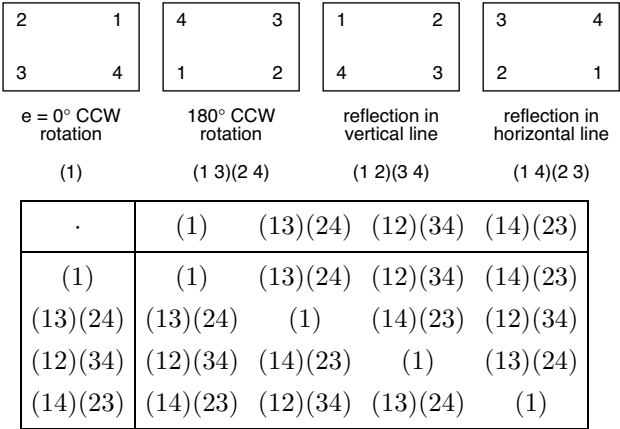 2 1 4 3 1 2 3 4
3 4 1 2 4 3 2 1
e = 0° CCW 180° CCW reflection in reflection in
rotation rotation vertical line horizontal line
(1) (1 3)(2 4) (1 2)(3 4) (1 4)(2 3)
· (1) (13)(24) (12)(34) (14)(23)
(1) (1) (13)(24) (12)(34) (14)(23)
(13)(24) (13)(24) (1) (14)(23) (12)(34)
(12)(34) (12)(34) (14)(23) (1) (13)(24)
(14)(23) (14)(23) (12)(34) (13)(24) (1)